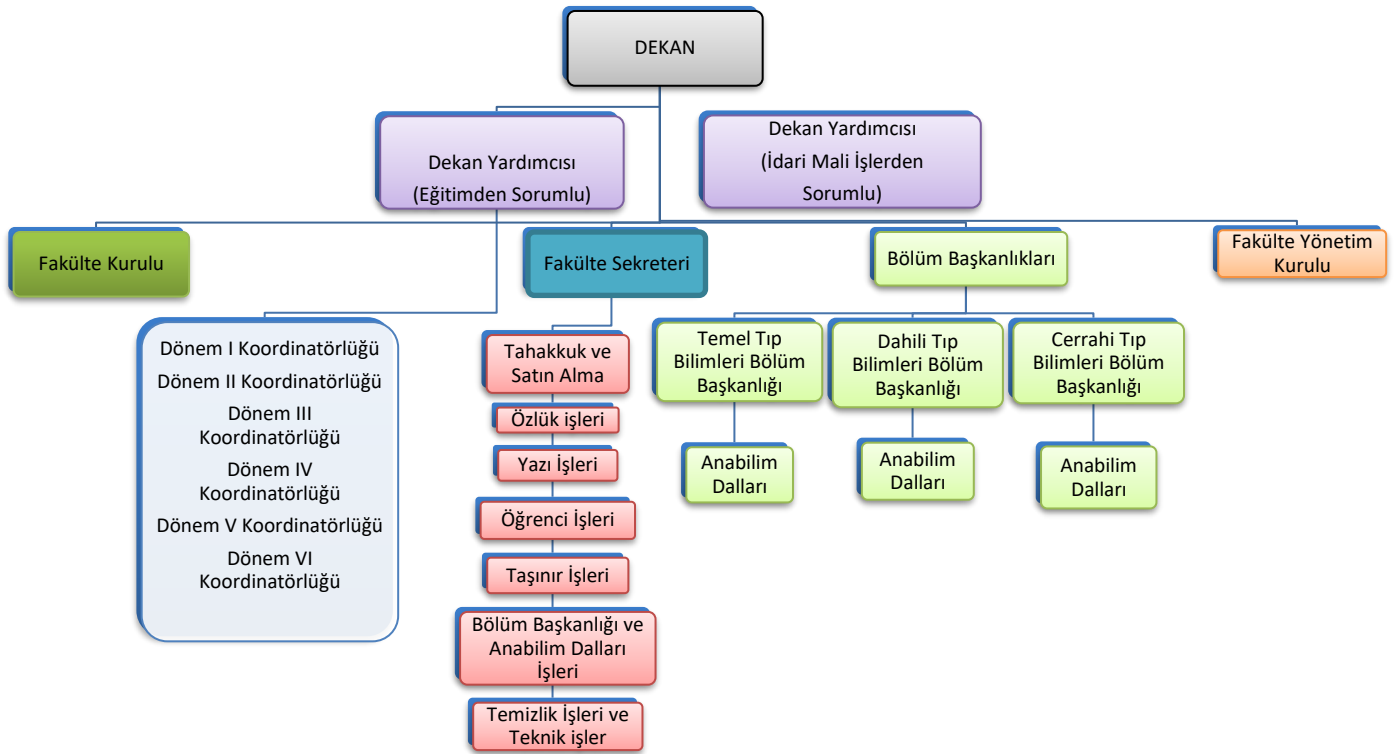 DEKAN
Dekan Yardımcısı
(Eğitimden Sorumlu)
Dekan Yardımcısı
(İdari Mali İşlerden
Sorumlu)
Fakülte Kurulu
Fakülte Sekreteri
Bölüm Başkanlıkları
Fakülte Yönetim
Kurulu
Dönem I Koordinatörlüğü
Dönem II Koordinatörlüğü
Dönem III
Koordinatörlüğü
Dönem IV
Koordinatörlüğü
Dönem V Koordinatörlüğü
Dönem VI
Koordinatörlüğü
Tahakkuk ve
Satın Alma
Özlük işleri
Yazı İşleri
Öğrenci İşleri
Taşınır İşleri
Bölüm Başkanlığı ve
Anabilim Dalları
İşleri
Temizlik İşleri ve
Teknik işler
Temel Tıp
Bilimleri Bölüm
Başkanlığı
Anabilim
Dalları
Dahili Tıp
Bilimleri Bölüm
Başkanlığı
Anabilim
Dalları
Cerrahi Tıp
Bilimleri Bölüm
Başkanlığı
Anabilim
Dalları